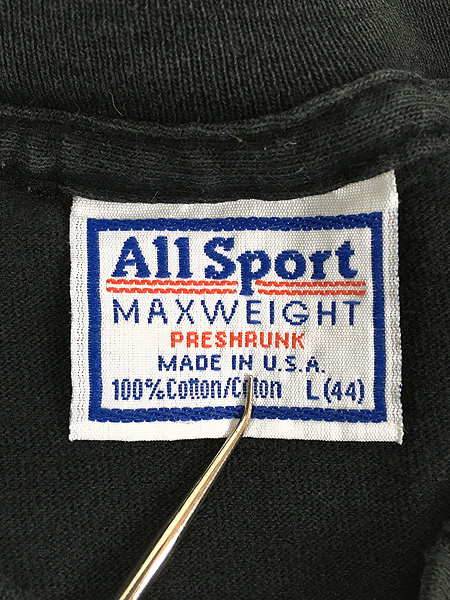 All Sport
MAXWEIGHT
PRESHRUNK
MADE IN U.S.A.
100%Cotton/Coton L(44)